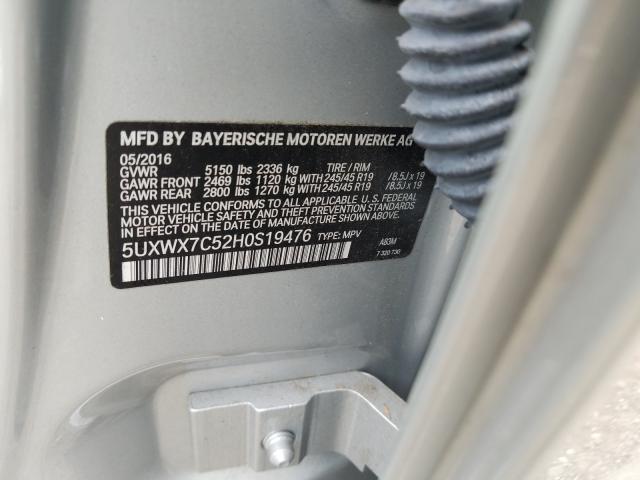 MFD BY BAYERISCHE MOTOREN WERKE AG
05/2016
GVWR 5150 lbs 2336 kg TIRE / RIM
GAWR FRONT 2469 lbs 1120 kg WITH 245/45 R19 /8.5J x 19
GAWR REAR 2800 lbs 1270 kg WITH 245/45 R19 /8.5J x 19
THIS VEHICLE CONFORMS TO ALL APPLICABLE U. S. FEDERAL
MOTOR VEHICLE SAFETY AND THEFT PREVENTION STANDARDS
IN EFFECT ON THE DATE OF MANUFACTURE SHOWN ABOVE.
5UXWX7C52H0S19476 TYPE: MPV A83M
7 320 730